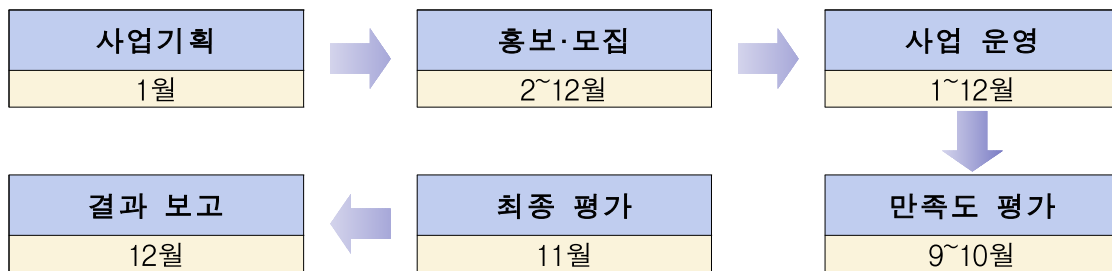 사업기획
1월
홍보·모집
2~12월
사업 운영
1~12월
만족도 평가
9~10월
최종 평가
11월
결과 보고
12월